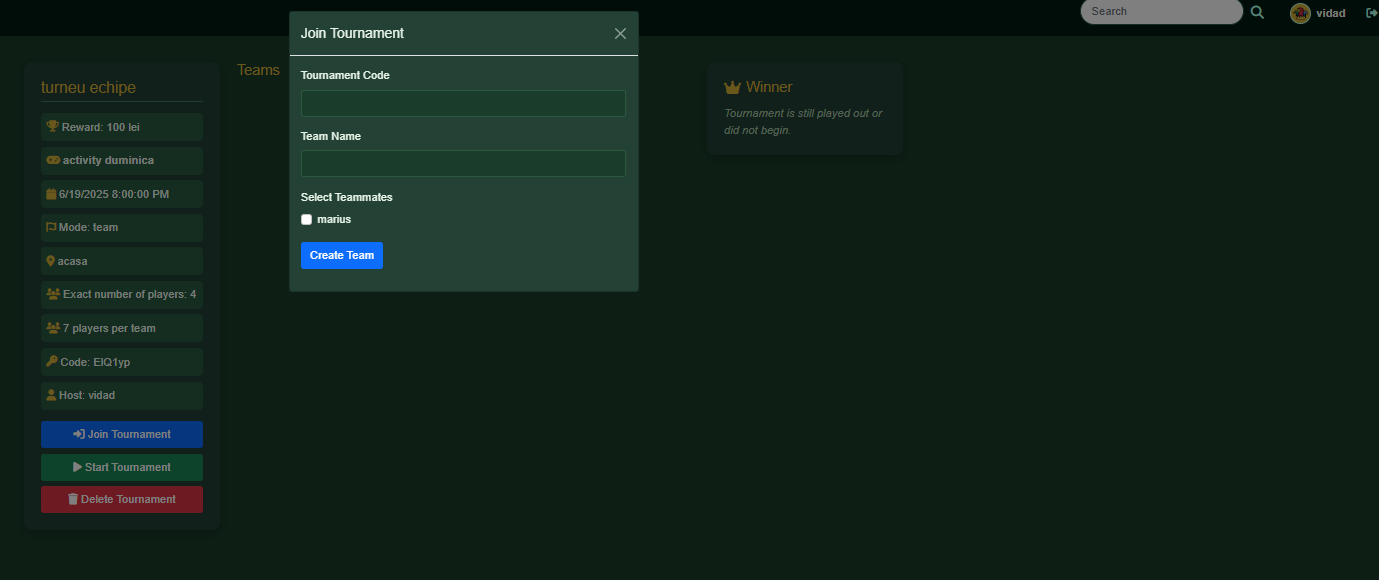 Search
vidad
Join Tournament
Tournament Code
Team Name
Select Teammates
marius
Create Team
turneu echipe
Reward: 100 lei
activity duminica
6/19/2025 8:00:00 PM
Mode: team
acasa
Exact number of players: 4
7 players per team
Code: EIQ1yp
Host: vidad
Join Tournament
Start Tournament
Delete Tournament
Teams
Winner
Tournament is still played out or
did not begin.